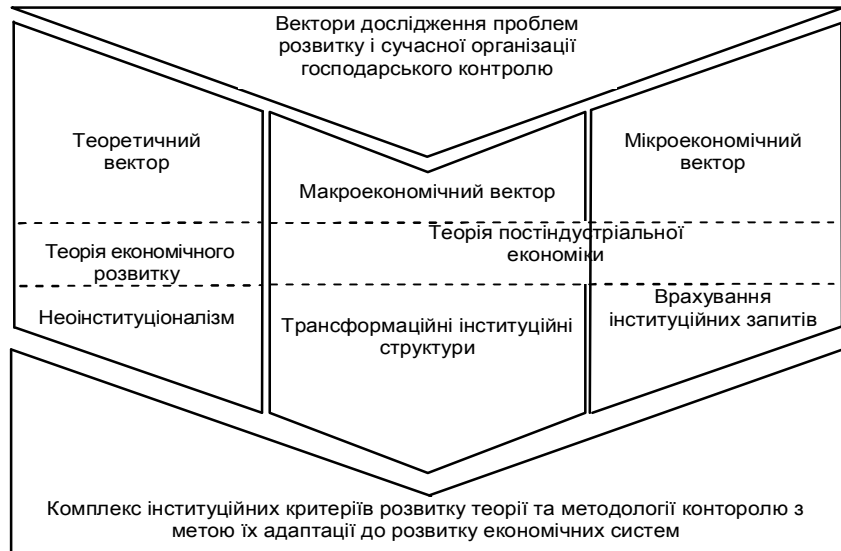 Вектори дослідження проблем
розвитку і сучасної організації
господарського контролю
Теоретичний
вектор
Макроекономічний вектор
Мікроекономічний
вектор
Теорія економічного
розвитку
Теорія постіндустріальної
економіки
Неоінституціоналізм
Трансформаційні інституційні
структури
Врахування
інституційних запитів
Комплекс інституційних критеріїв розвитку теорії та методології конторолю з
метою їх адаптації до розвитку економічних систем